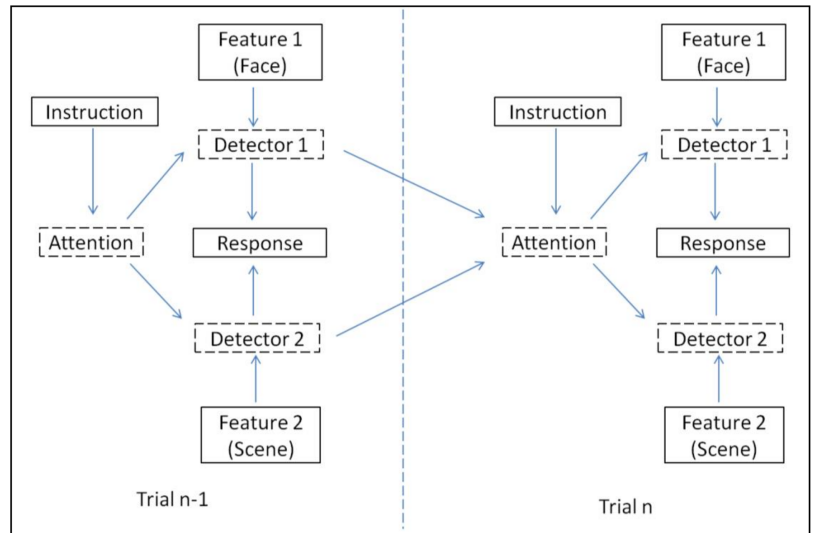 Feature 1
(Face)
Instruction
Detector 1
Attention
Response
Detector 2
Feature 2
(Scene)
Trial n-1
Feature 1
(Face)
Instruction
Detector 1
Attention
Response
Detector 2
Feature 2
(Scene)
Trial n